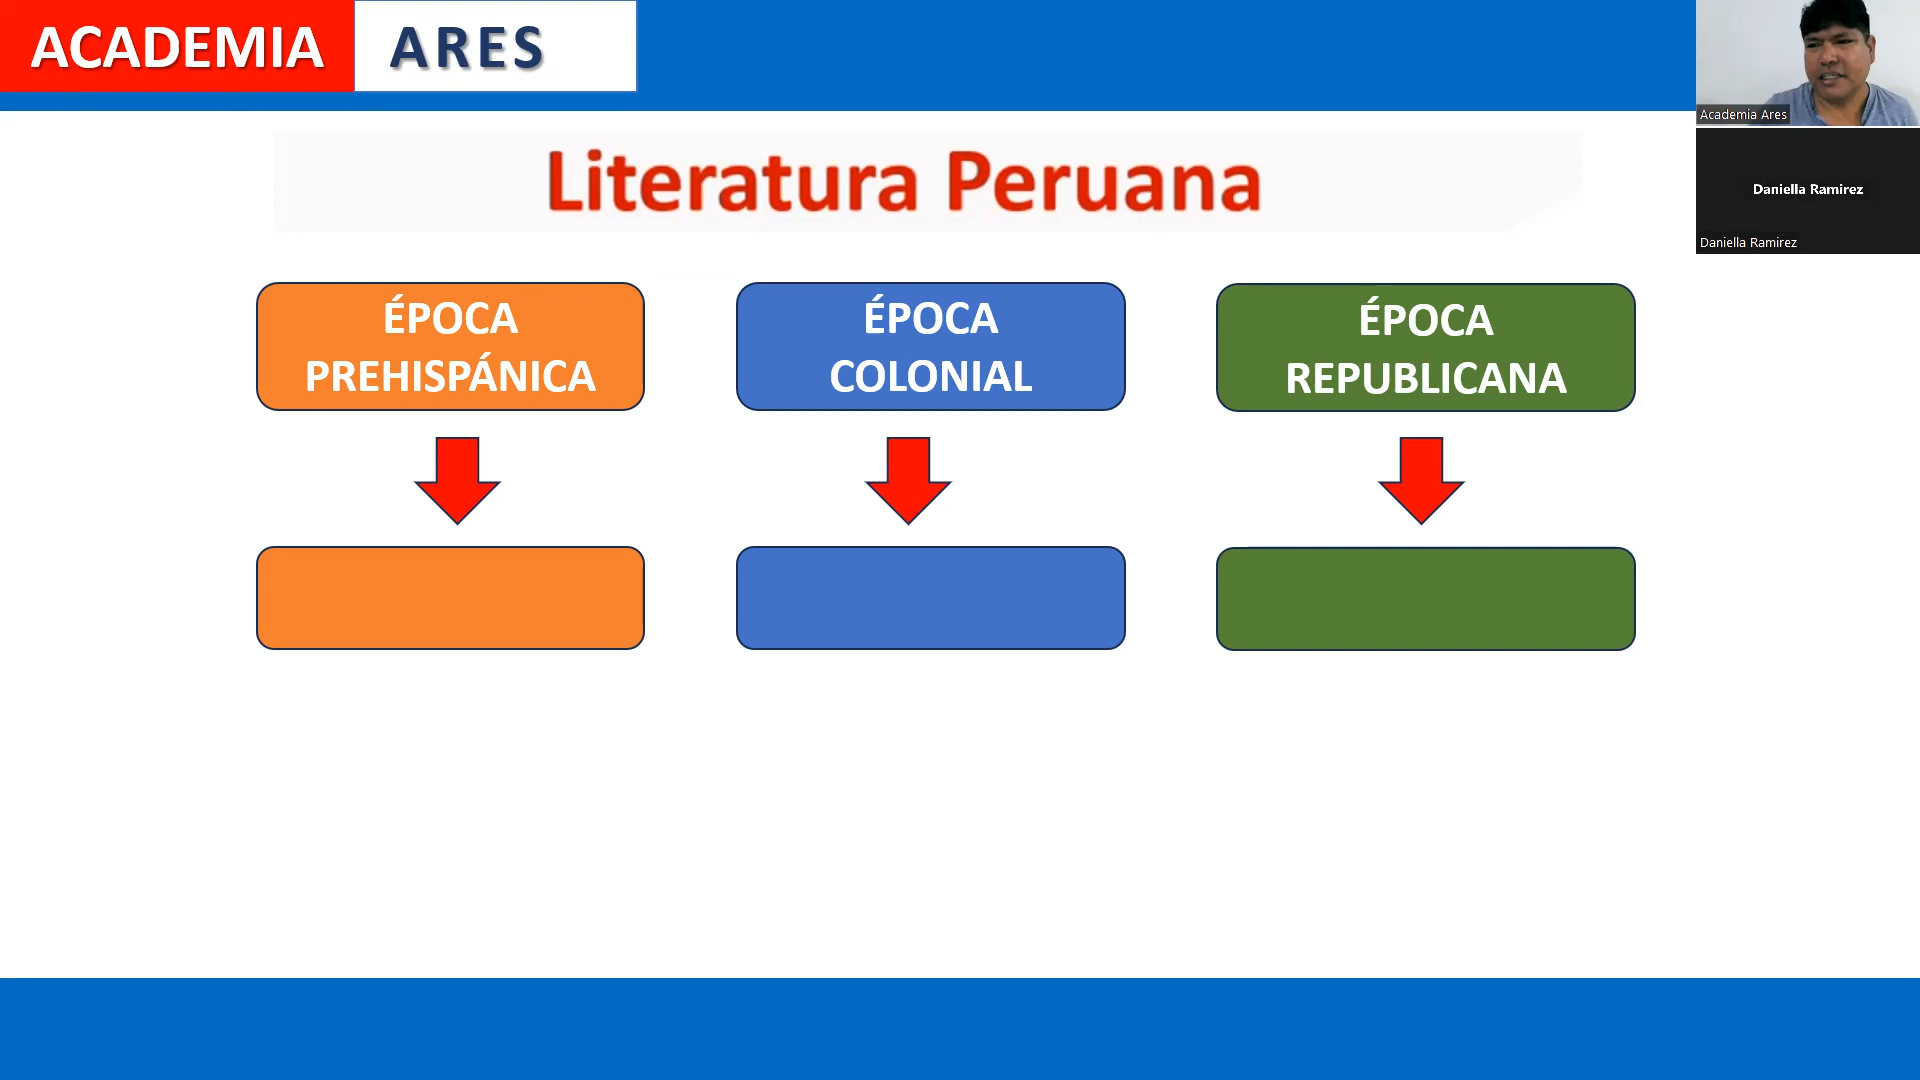 ACADEMIA ARES
Academia Ares
Literatura Peruana
Daniella Ramirez
Daniella Ramirez
ÉPOCA
PREHISPÁNICA
ÉPOCA
COLONIAL
ÉPOCA
REPUBLICANA